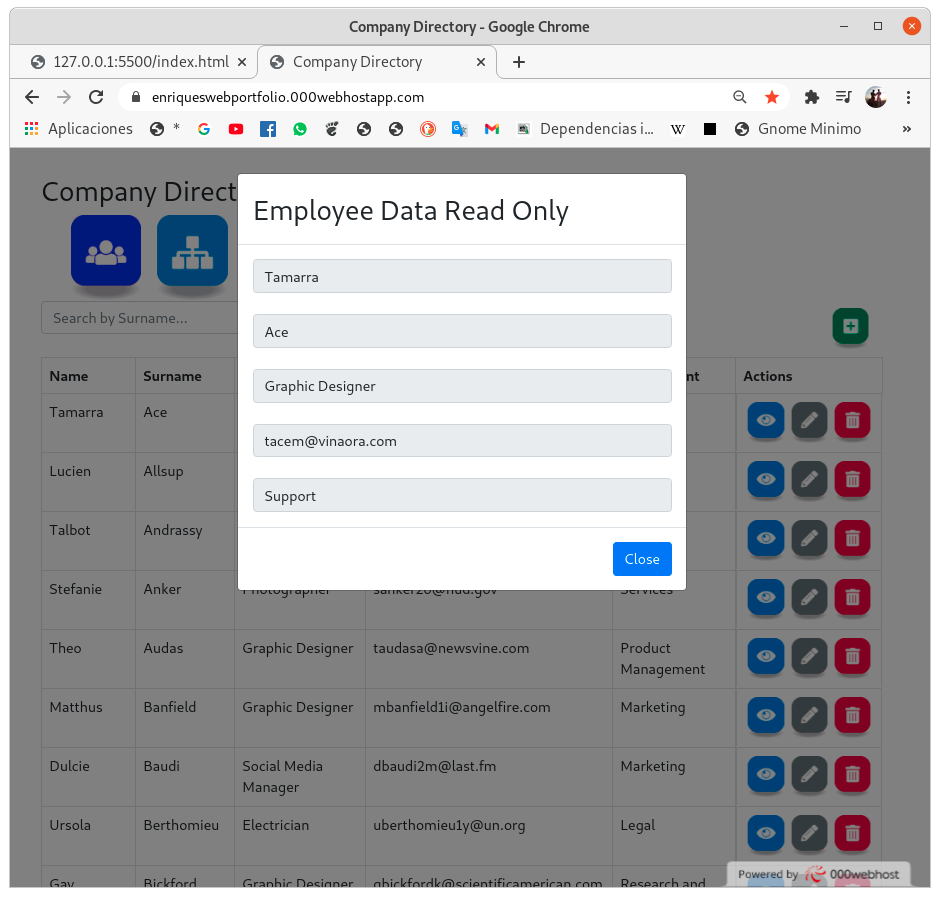 Company Directory - Google Chrome
127.0.0.1:5500/index.html
Company Directory
enriqueswebportfolio.000webhostapp.com
Aplicaciones
*
Dependencias i...
W
Gnome Minimo
»
Company Direct
Employee Data Read Only
Tamarra
Ace
Graphic Designer
tacem@vinaora.com
Support
Close
Search by Surname...
Name Surname nt Actions
Tamarra Ace
Lucien Allsup
Talbot Andrassy
Stefanie Anker Photographer sanker26@hud.gov Services
Theo Audas Graphic Designer taudasa@newsvine.com Product
Management
Matthus Banfield Graphic Designer mbanfield1i@angelfire.com Marketing
Dulcie Baudi Social Media dbaudi2m@last.fm Marketing
Manager
Ursola Berthomieu Electrician uberthomieu1y@un.org Legal
Gay Bickford Graphic Designer gbickfordk@scientificamerican.com Research and
Powered by 000webhost